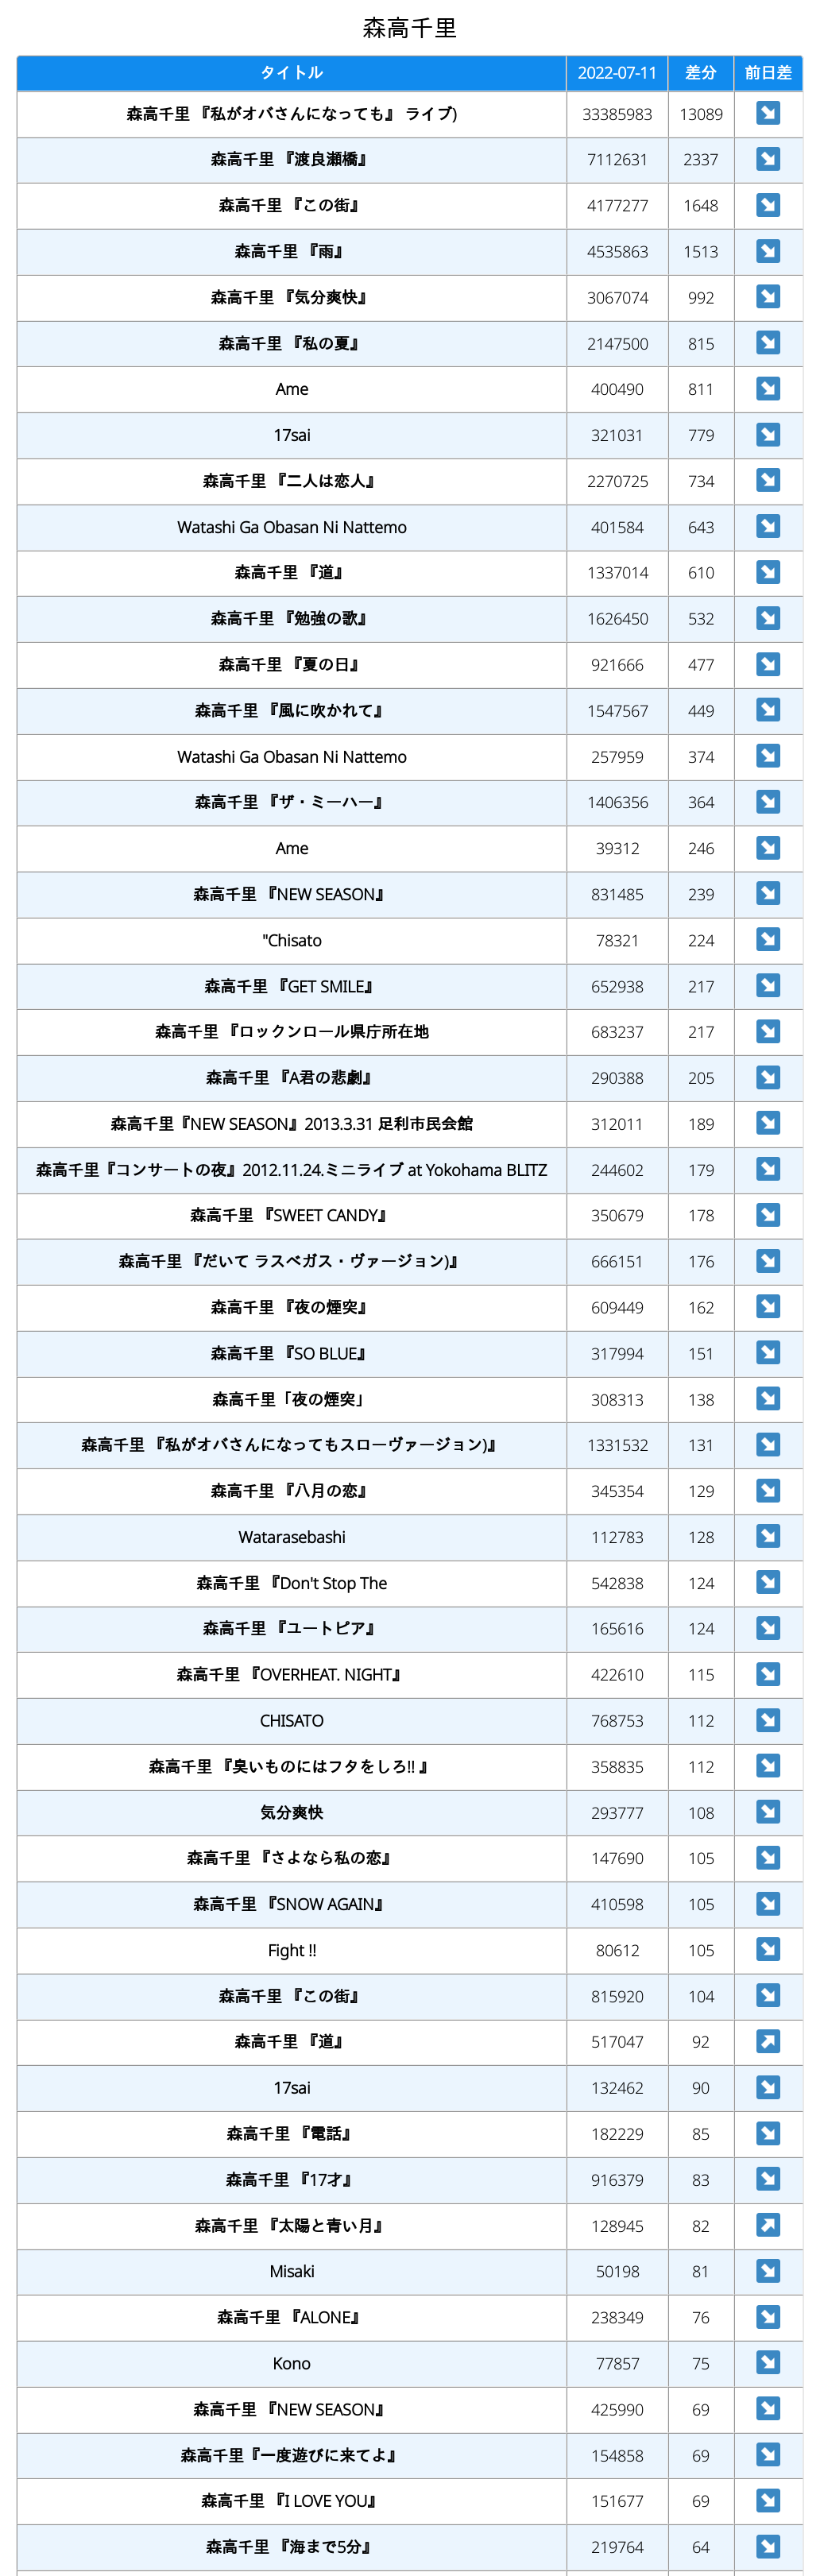 森高千里
タイトル 2022-07-11 差分 前日差
森高千里 『私がオバさんになっても』 ライブ) 33385983 13089
森高千里 『渡良瀬橋』 7112631 2337
森高千里 『この街』 4177277 1648
森高千里 『雨』 4535863 1513
森高千里 『気分爽快』 3067074 992
森高千里 『私の夏』 2147500 815
Ame 400490 811
17sai 321031 779
森高千里 『二人は恋人』 2270725 734
Watashi Ga Obasan Ni Nattemo 401584 643
森高千里 『道』 1337014 610
森高千里 『勉強の歌』 1626450 532
森高千里 『夏の日』 921666 477
森高千里 『風に吹かれて』 1547567 449
Watashi Ga Obasan Ni Nattemo 257959 374
森高千里 『ザ・ミーハー』 1406356 364
Ame 39312 246
森高千里 『NEW SEASON』 831485 239
"Chisato 78321 224
森高千里 『GET SMILE』 652938 217
森高千里 『ロックンロール県庁所在地 683237 217
森高千里 『A君の悲劇』 290388 205
森高千里『NEW SEASON』2013.3.31 足利市民会館 312011 189
森高千里『コンサートの夜』2012.11.24.ミニライブ at Yokohama BLITZ 244602 179
森高千里 『SWEET CANDY』 350679 178
森高千里 『だいて ラスベガス・ヴァージョン)』 666151 176
森高千里 『夜の煙突』 609449 162
森高千里 『SO BLUE』 317994 151
森高千里「夜の煙突」 308313 138
森高千里 『私がオバさんになってもスローヴァージョン)』 1331532 131
森高千里 『八月の恋』 345354 129
Watarasebashi 112783 128
森高千里 『Don't Stop The 542838 124
森高千里 『ユートピア』 165616 124
森高千里 『OVERHEAT. NIGHT』 422610 115
CHISATO 768753 112
森高千里 『臭いものにはフタをしろ!! 』 358835 112
気分爽快 293777 108
森高千里 『さよなら私の恋』 147690 105
森高千里 『SNOW AGAIN』 410598 105
Fight !! 80612 105
森高千里 『この街』 815920 104
森高千里 『道』 517047 92
17sai 132462 90
森高千里 『電話』 182229 85
森高千里 『17才』 916379 83
森高千里 『太陽と青い月』 128945 82
Misaki 50198 81
森高千里 『ALONE』 238349 76
Kono 77857 75
森高千里 『NEW SEASON』 425990 69
森高千里『一度遊びに来てよ』 154858 69
森高千里 『I LOVE YOU』 151677 69
森高千里 『海まで5分』 219764 64